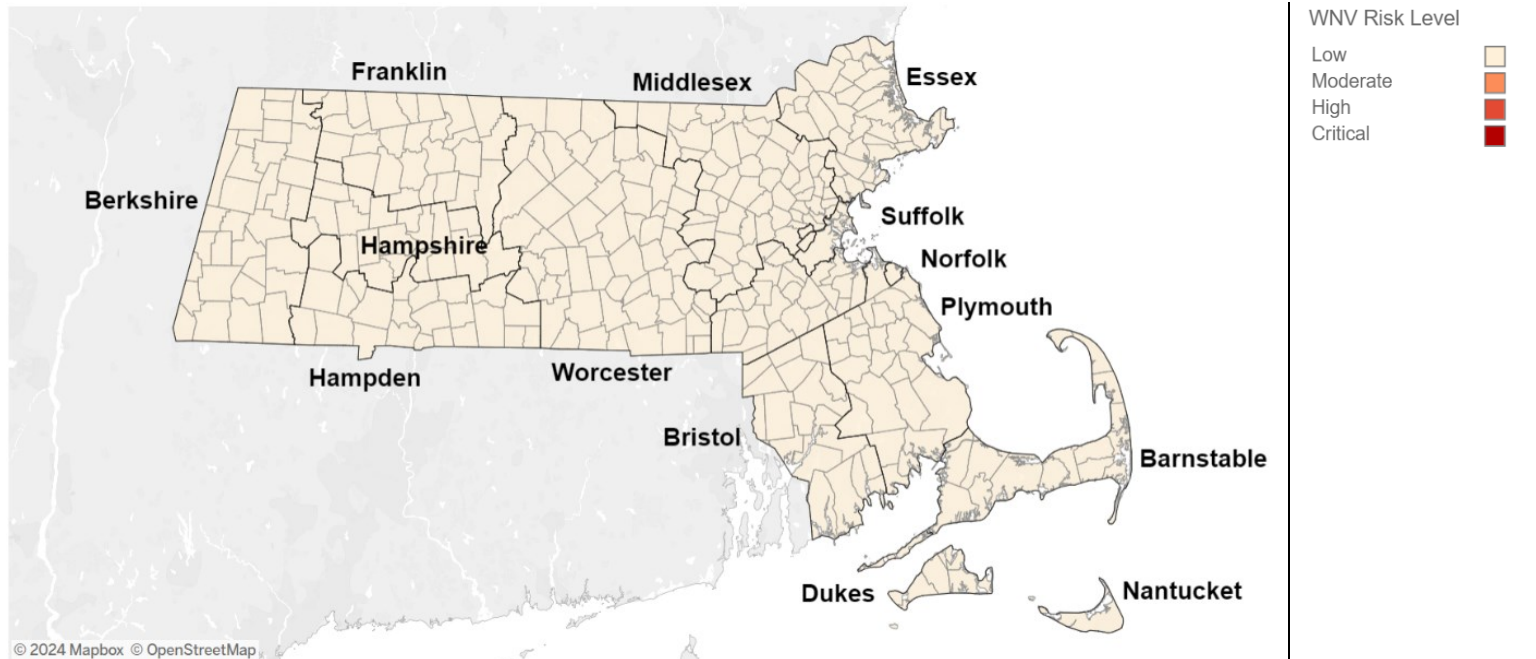 WNV Risk Level
Low
Moderate
High
Critical
Franklin
Middlesex
Essex
Berkshire
Suffolk
Hampshire
Norfolk
Plymouth
Hampden
Worcester
Bristol
Barnstable
Dukes
Nantucket
© 2024 Mapbox © OpenStreetMap